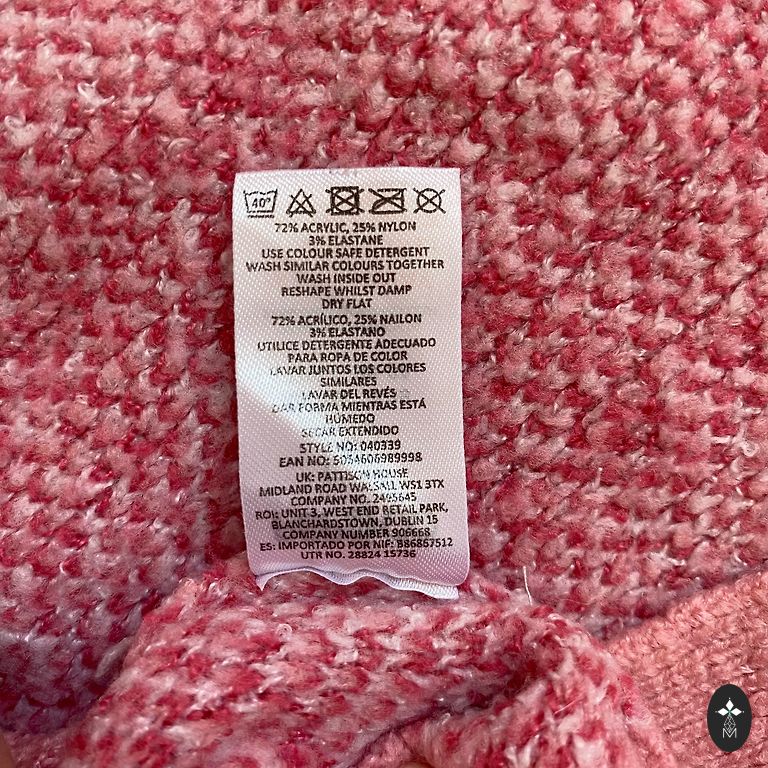 40°
72% ACRYLIC, 25% NYLON
3% ELASTANE
USE COLOUR SAFE DETERGENT
WASH SIMILAR COLOURS TOGETHER
WASH INSIDE OUT
RESHAPE WHILST DAMP
DRY FLAT
72% ACRÍLICO, 25% NAILON
3% ELASTANO
UTILICE DETERGENTE ADECUADO
PARA ROPA DE COLOR
LAVAR JUNTOS LOS COLORES
SIMILARES
LAVAR DEL REVÉS
DAR FORMA MIENTRAS ESTÁ
HÚMEDO
SECAR EXTENDIDO
STYLE NO: 040339
EAN NO: 5054606989998
UK: PATTISON HOUSE
MIDLAND ROAD WALSALL WS1 3TX
COMPANY NO. 2495645
ROI: UNIT 3, WEST END RETAIL PARK,
BLANCHARDSTOWN, DUBLIN 15
COMPANY NUMBER 906668
ES: IMPORTADO POR NIF: B86867512
UTR NO. 28824 15736
M